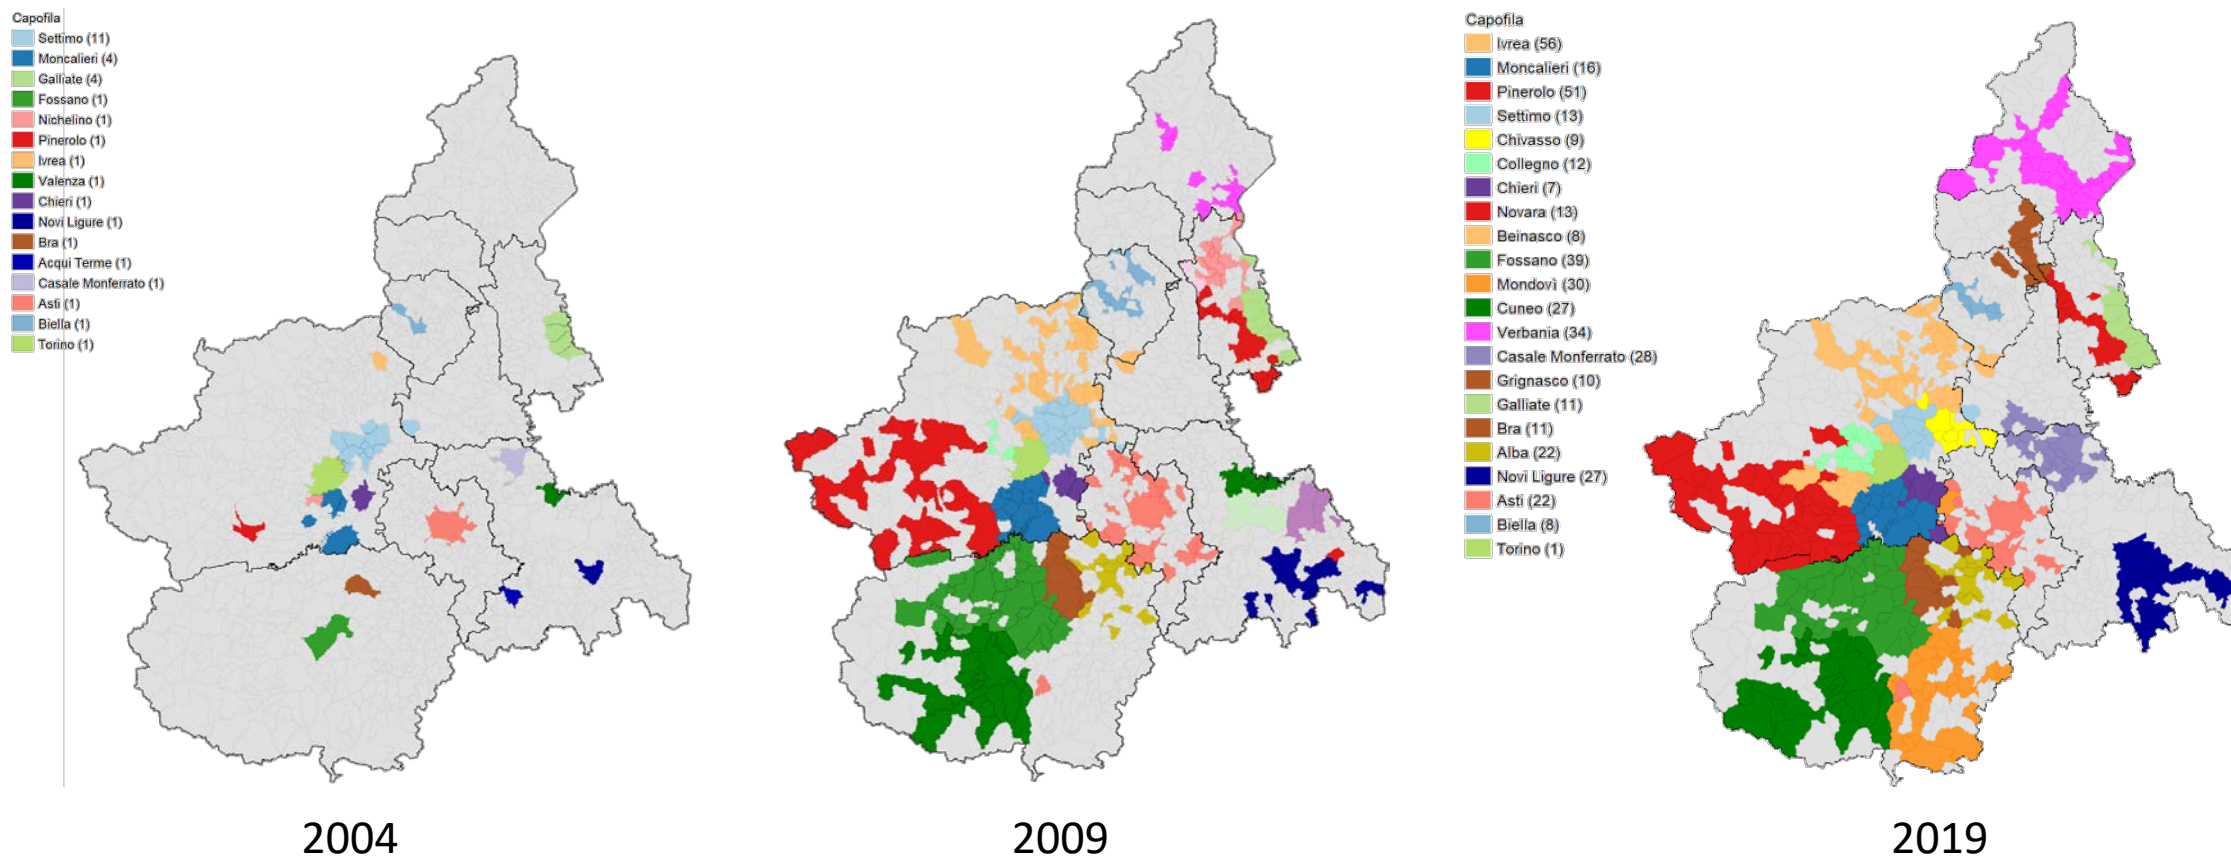 Capofila
Settimo (11)
Moncalieri (4)
Galliate (4)
Fossano (1)
Nichelino (1)
Pinerolo (1)
Ivrea (1)
Valenza (1)
Chieri (1)
Novi Ligure (1)
Bra (1)
Acqui Terme (1)
Casale Monferrato (1)
Asti (1)
Biella (1)
Torino (1)
Capofila
Ivrea (56)
Moncalieri (16)
Pinerolo (51)
Settimo (13)
Chivasso (9)
Collegno (12)
Chieri (7)
Novara (13)
Beinasco (8)
Fossano (39)
Mondovì (30)
Cuneo (27)
Verbania (34)
Casale Monferrato (28)
Grignasco (10)
Galliate (11)
Bra (11)
Alba (22)
Novi Ligure (27)
Asti (22)
Biella (8)
Torino (1)
2004
2009
2019